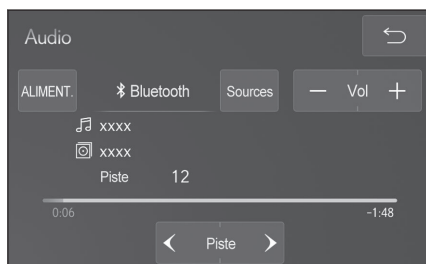 Audio
ALIMENT. Bluetooth Sources — Vol +
xxxx
xxxx
Piste 12
0:06 -1:48
Piste